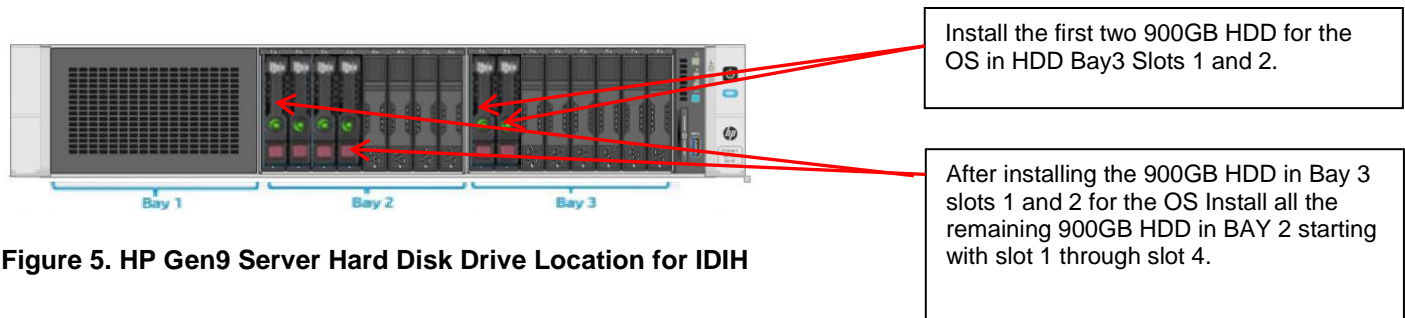 Install the first two 900GB HDD for the
OS in HDD Bay3 Slots 1 and 2.
After installing the 900GB HDD in Bay 3
slots 1 and 2 for the OS Install all the
remaining 900GB HDD in BAY 2 starting
with slot 1 through slot 4.
hp
Bay 1
Bay 2
Bay 3
Figure 5. HP Gen9 Server Hard Disk Drive Location for IDIH